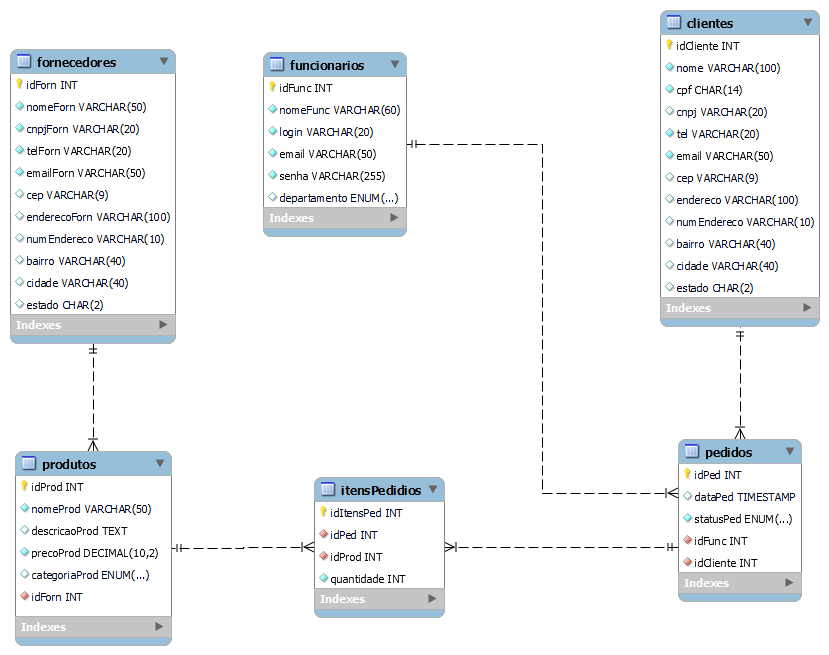 fornecedores
idForn INT
nomeForn VARCHAR(50)
cnpjForn VARCHAR(20)
telForn VARCHAR(20)
emailForn VARCHAR(50)
cep VARCHAR(9)
enderecoForn VARCHAR(100)
numEndereco VARCHAR(10)
bairro VARCHAR(40)
cidade VARCHAR(40)
estado CHAR(2)
Indexes
funcionarios
idFunc INT
nomeFunc VARCHAR(60)
login VARCHAR(20)
email VARCHAR(50)
senha VARCHAR(255)
departamento ENUM(...)
Indexes
clientes
idCliente INT
nome VARCHAR(100)
cpf CHAR(14)
cnpj VARCHAR(20)
tel VARCHAR(20)
email VARCHAR(50)
cep VARCHAR(9)
endereco VARCHAR(100)
numEndereco VARCHAR(10)
bairro VARCHAR(40)
cidade VARCHAR(40)
estado CHAR(2)
Indexes
produtos
idProd INT
nomeProd VARCHAR(50)
descricaoProd TEXT
precoProd DECIMAL(10,2)
categoriaProd ENUM(...)
idForn INT
Indexes
itensPedidios
idItensPed INT
idPed INT
idProd INT
quantidade INT
Indexes
pedidos
idPed INT
dataPed TIMESTAMP
statusPed ENUM(...)
idFunc INT
idCliente INT
Indexes